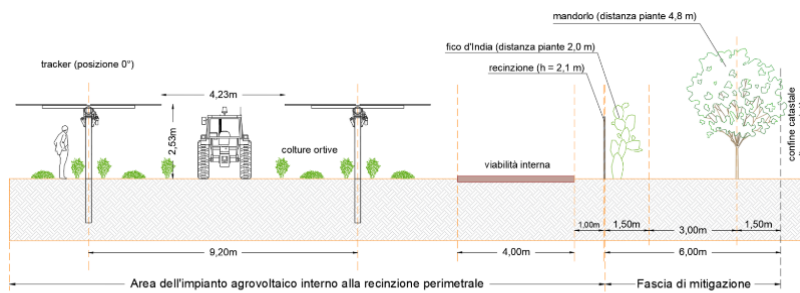 mandorlo (distanza piante 4,8 m)
fico d'India (distanza piante 2,0 m)
tracker (posizione 0°)
recinzione (h = 2,1 m)
4,23m
2,53m
colture ortive
viabilità interna
confine catastale
1,00m
1,50m
3,00m
1,50m
9,20m
4,00m
6,00m
Area dell'impianto agrovoltaico interno alla recinzione perimetrale
Fascia di mitigazione